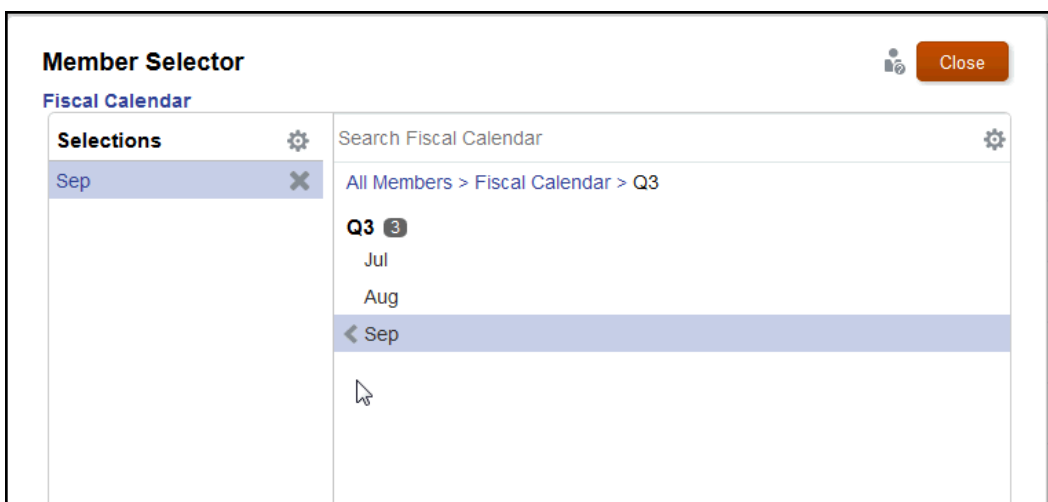 Member Selector
Close
Fiscal Calendar
Selections
Search Fiscal Calendar
Sep
All Members > Fiscal Calendar > Q3
Q3 3
Jul
Aug
Sep